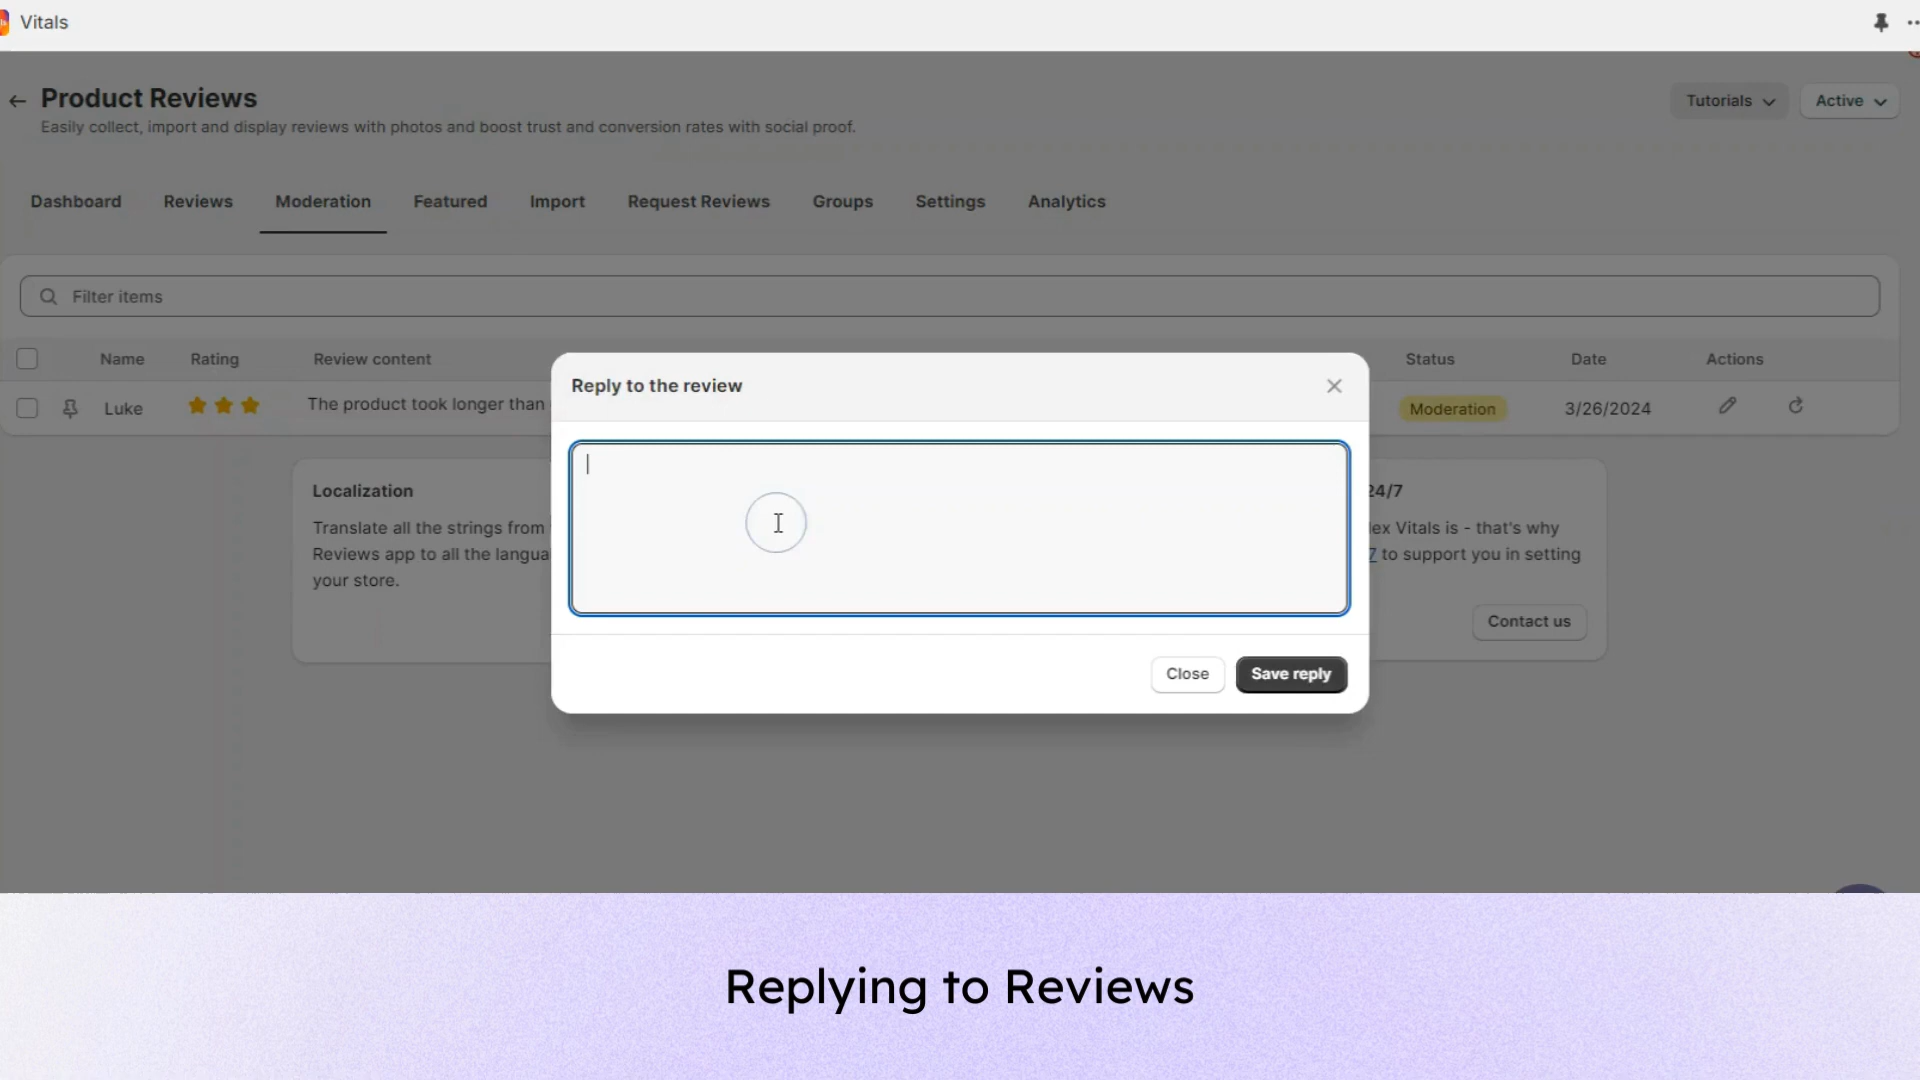 Vitals
Product Reviews
Easily collect, import and display reviews with photos and boost trust and conversion rates with social proof.
Tutorials
Active
Dashboard Reviews Moderation Featured Import Request Reviews Groups Settings Analytics
Filter items
Name Rating Review content Status Date Actions
Luke The product took longer than Moderation 3/26/2024
Reply to the review
Localization
Translate all the strings from
Reviews app to all the langua
your store.
24/7
lex Vitals is - that's why
7 to support you in setting
Contact us
Close Save reply
Replying to Reviews